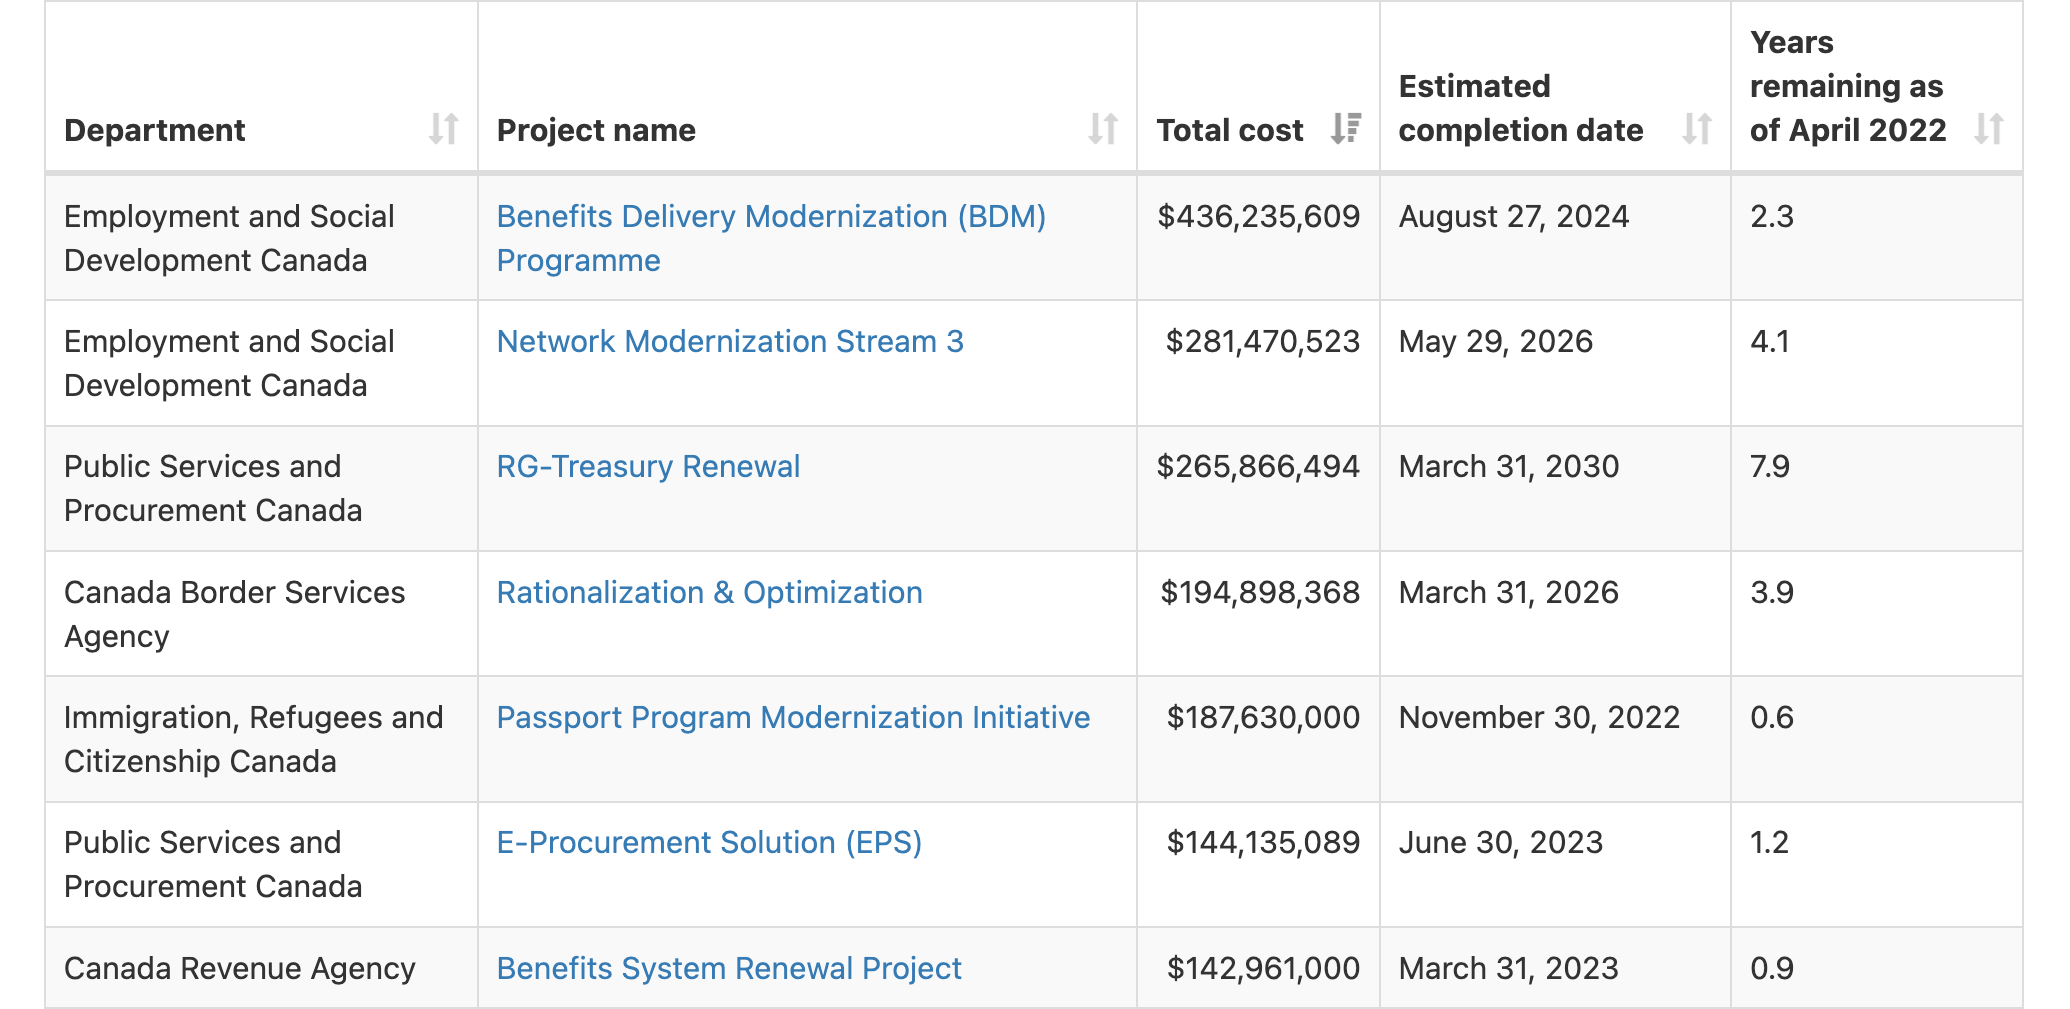 Department
Project name
Total cost
Estimated
completion date
Years
remaining as
of April 2022
Employment and Social
Development Canada
Benefits Delivery Modernization (BDM)
Programme
$436,235,609
August 27, 2024
2.3
Employment and Social
Development Canada
Network Modernization Stream 3
$281,470,523
May 29, 2026
4.1
Public Services and
Procurement Canada
RG-Treasury Renewal
$265,866,494
March 31, 2030
7.9
Canada Border Services
Agency
Rationalization & Optimization
$194,898,368
March 31, 2026
3.9
Immigration, Refugees and
Citizenship Canada
Passport Program Modernization Initiative
$187,630,000
November 30, 2022
0.6
Public Services and
Procurement Canada
E-Procurement Solution (EPS)
$144,135,089
June 30, 2023
1.2
Canada Revenue Agency
Benefits System Renewal Project
$142,961,000
March 31, 2023
0.9